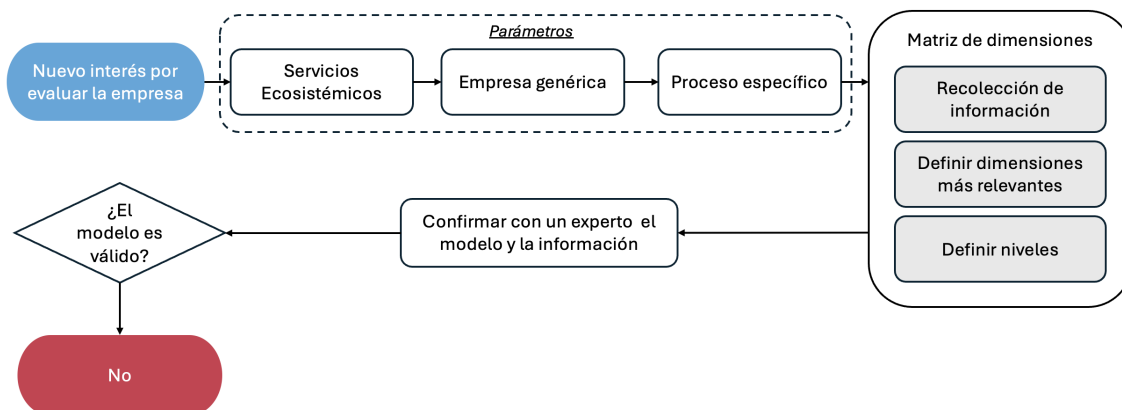 Parámetros
Nuevo interés por
evaluar la empresa
Servicios
Ecosistémicos
Empresa genérica
Proceso específico
Matriz de dimensiones
Recolección de
información
Definir dimensiones
más relevantes
Definir niveles
Confirmar con un experto el
modelo y la información
¿El
modelo es
válido?
No